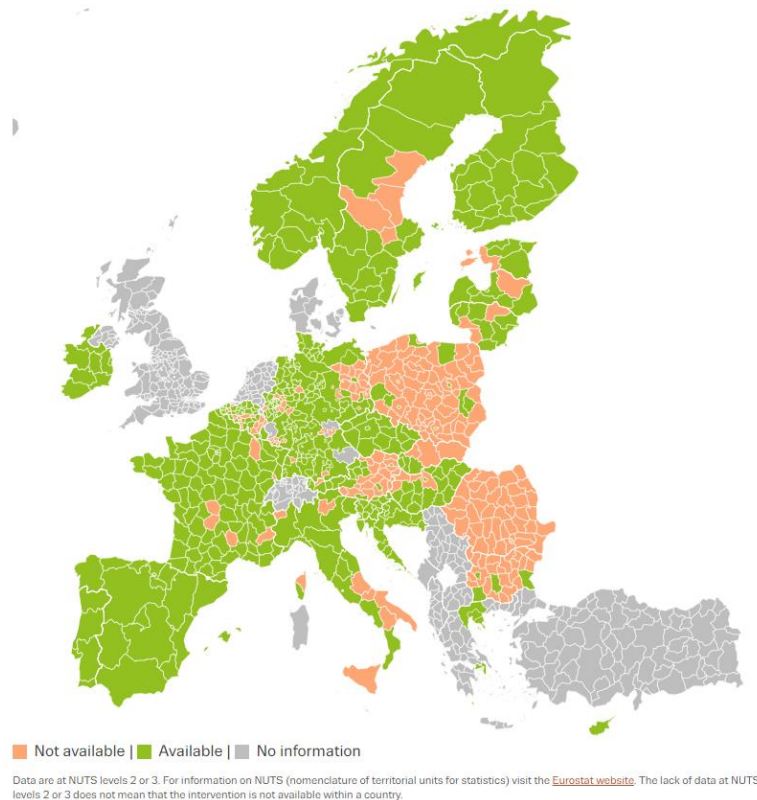 Not available | Available | No information
Data are at NUTS levels 2 or 3. For information on NUTS (nomenclature of territorial units for statistics) visit the Eurostat website. The lack of data at NUTS
levels 2 or 3 does not mean that the intervention is not available within a country.